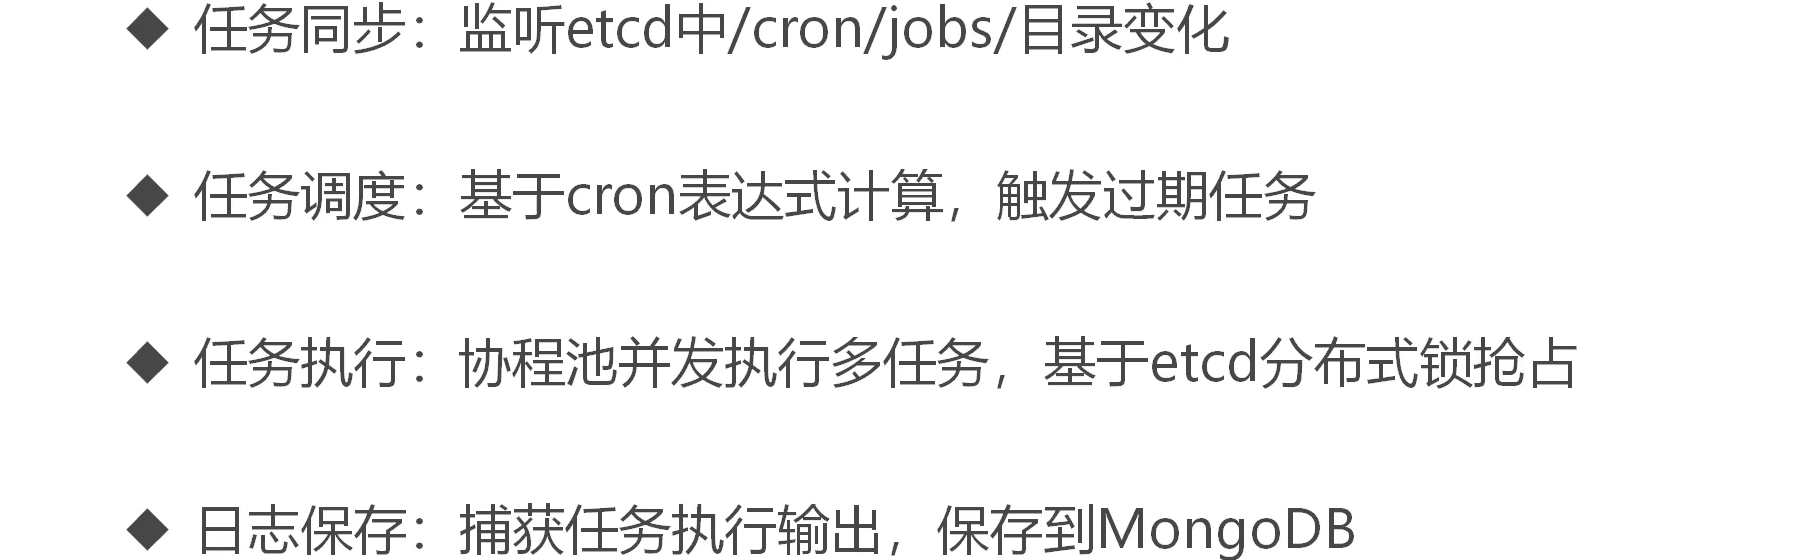 ◆ 任务同步：监听etcd中/cron/jobs/目录变化
◆ 任务调度：基于cron表达式计算，触发过期任务
◆ 任务执行：协程池并发执行多任务，基于etcd分布式锁抢占
◆ 日志保存：捕获任务执行输出，保存到MongoDB